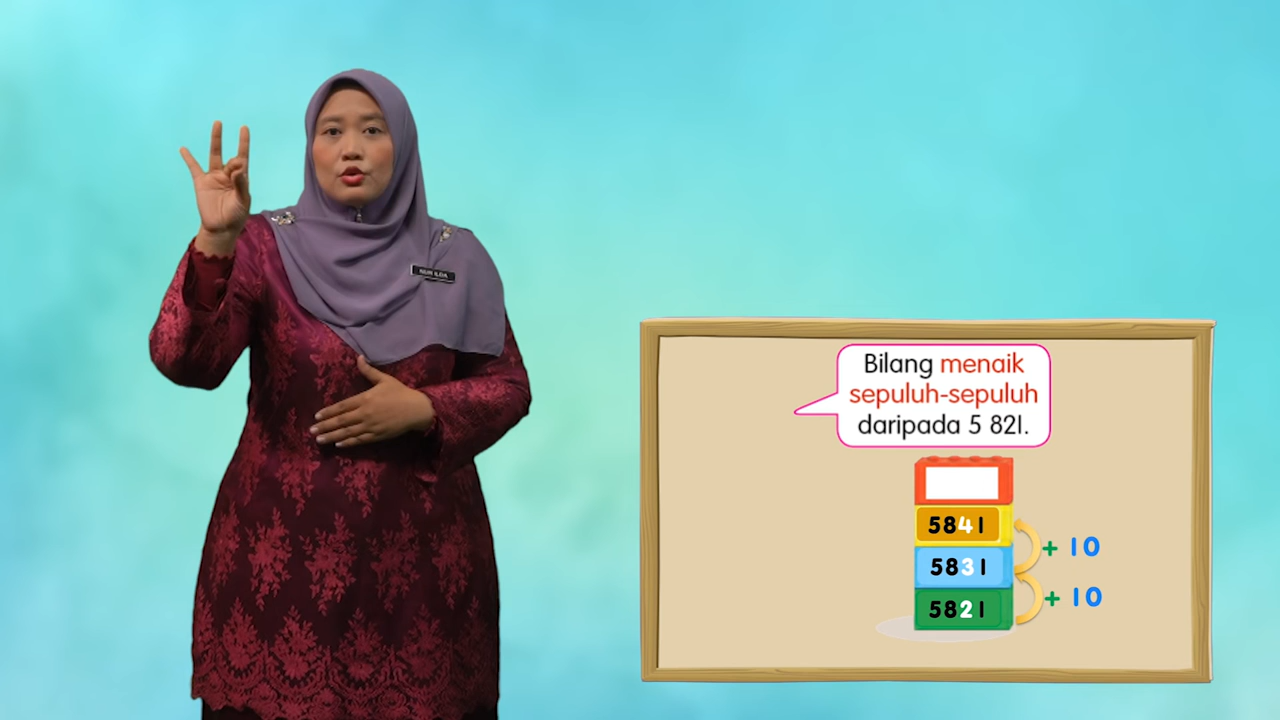 Bilang menaik
sepuluh-sepuluh
daripada 5 821.
5841
+ 10
5831
+ 10
5821